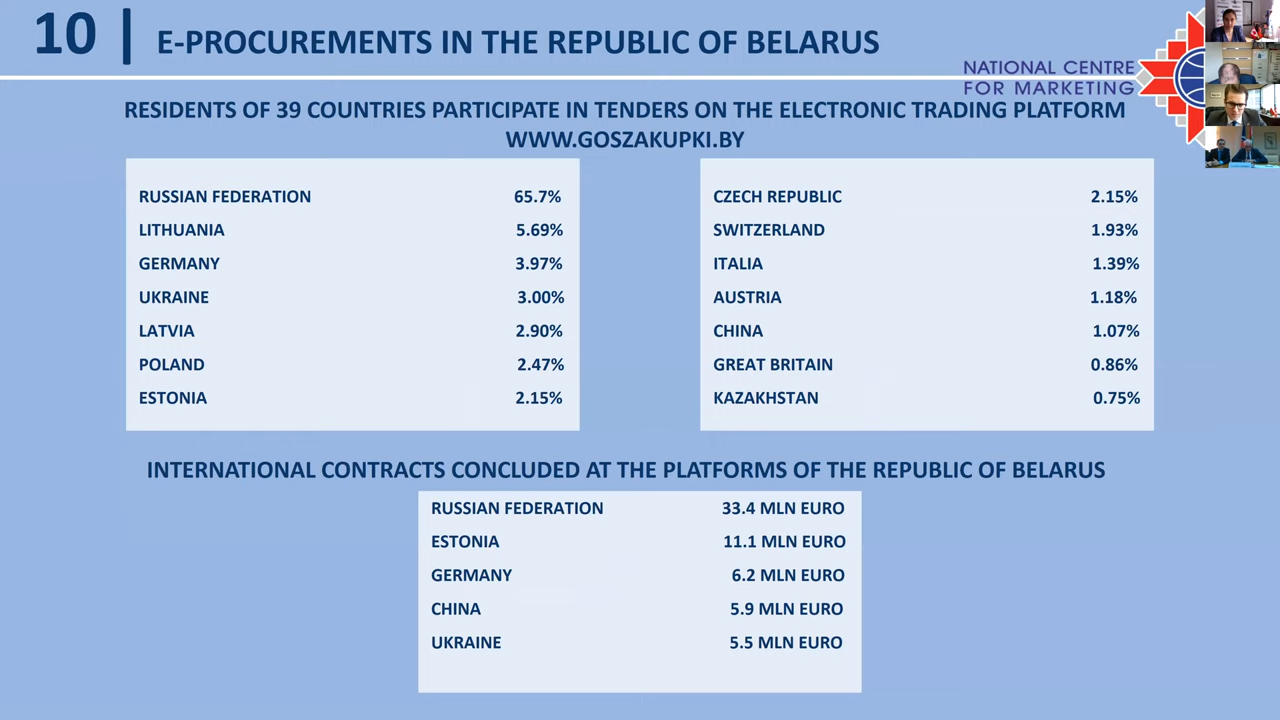 10 | E-PROCUREMENTS IN THE REPUBLIC OF BELARUS
NATIONAL CENTRE
FOR MARKETING
RESIDENTS OF 39 COUNTRIES PARTICIPATE IN TENDERS ON THE ELECTRONIC TRADING PLATFORM
WWW.GOSZAKUPKI.BY
RUSSIAN FEDERATION 65.7%
LITHUANIA 5.69%
GERMANY 3.97%
UKRAINE 3.00%
LATVIA 2.90%
POLAND 2.47%
ESTONIA 2.15%
CZECH REPUBLIC 2.15%
SWITZERLAND 1.93%
ITALIA 1.39%
AUSTRIA 1.18%
CHINA 1.07%
GREAT BRITAIN 0.86%
KAZAKHSTAN 0.75%
INTERNATIONAL CONTRACTS CONCLUDED AT THE PLATFORMS OF THE REPUBLIC OF BELARUS
RUSSIAN FEDERATION 33.4 MLN EURO
ESTONIA 11.1 MLN EURO
GERMANY 6.2 MLN EURO
CHINA 5.9 MLN EURO
UKRAINE 5.5 MLN EURO